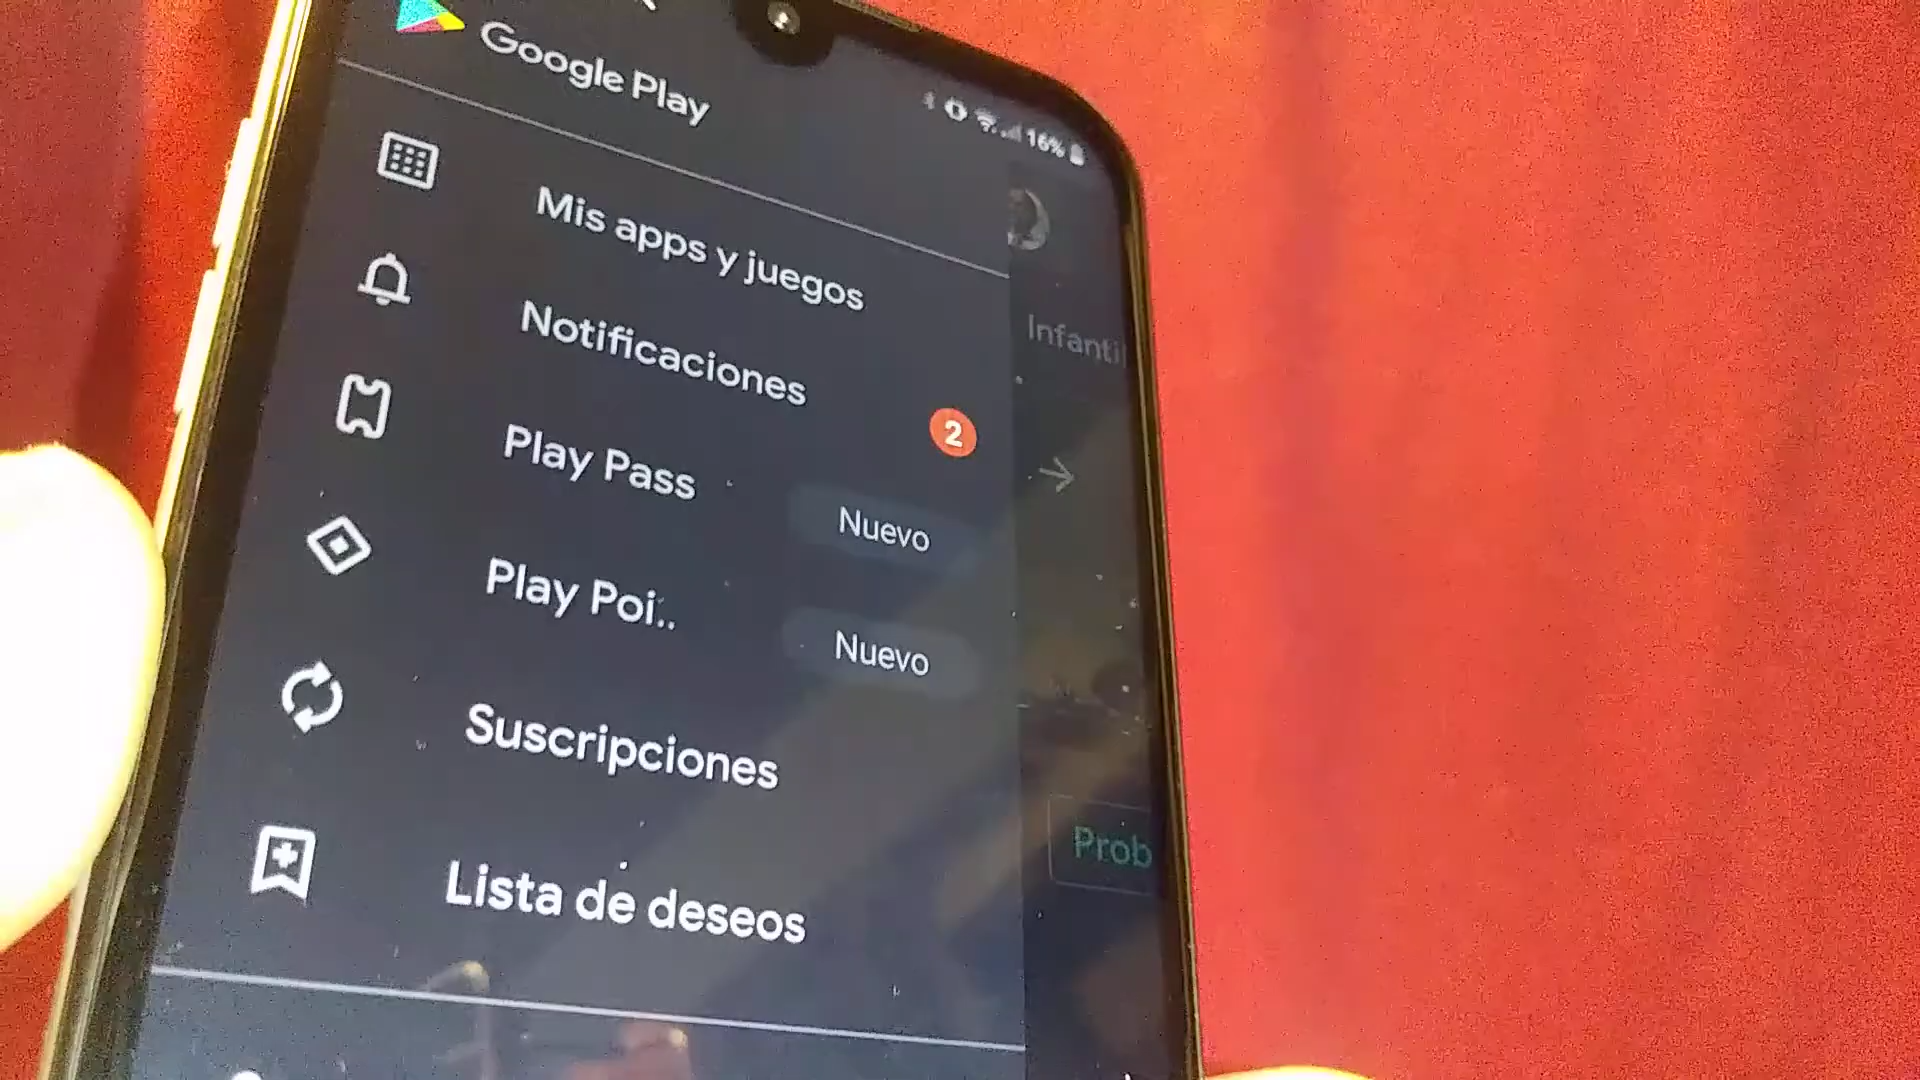 Google Play
16%
Mis apps y juegos
Infantil
Notificaciones
2
Play Pass
Nuevo
Play Poi..
Nuevo
Suscripciones
Prob
Lista de deseos